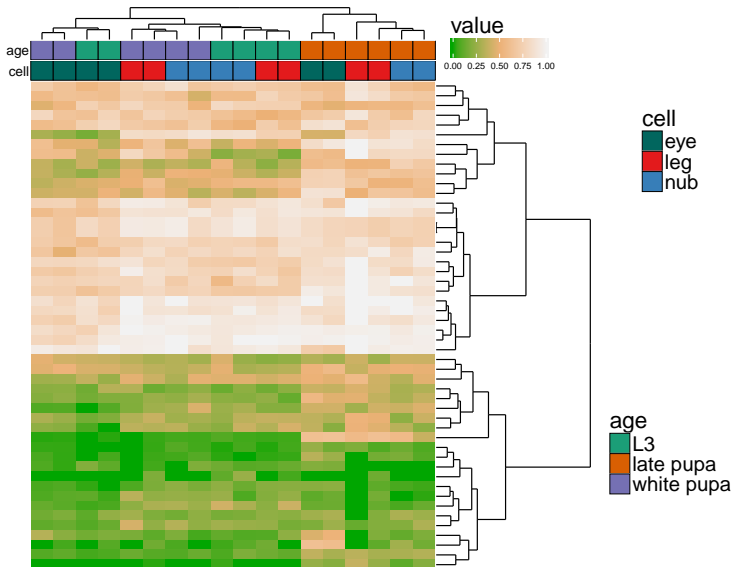 value
0.00 0.25 0.50 0.75 1.00
age
cell
cell
eye
leg
nub
age
L3
late pupa
white pupa